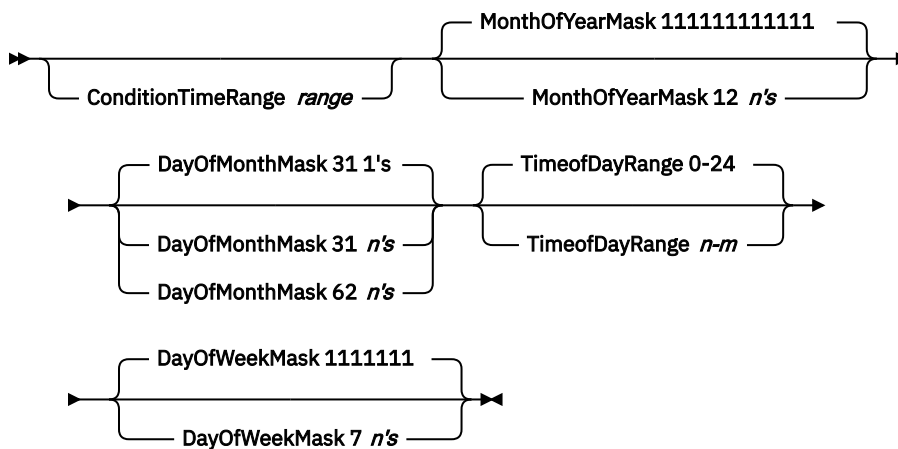 MonthOfYearMask 111111111111
ConditionTimeRange range
MonthOfYearMask 12 n's
DayOfMonthMask 31 1's
TimeofDayRange 0-24
DayOfMonthMask 31 n's
TimeofDayRange n-m
DayOfMonthMask 62 n's
DayOfWeekMask 1111111
DayOfWeekMask 7 n's